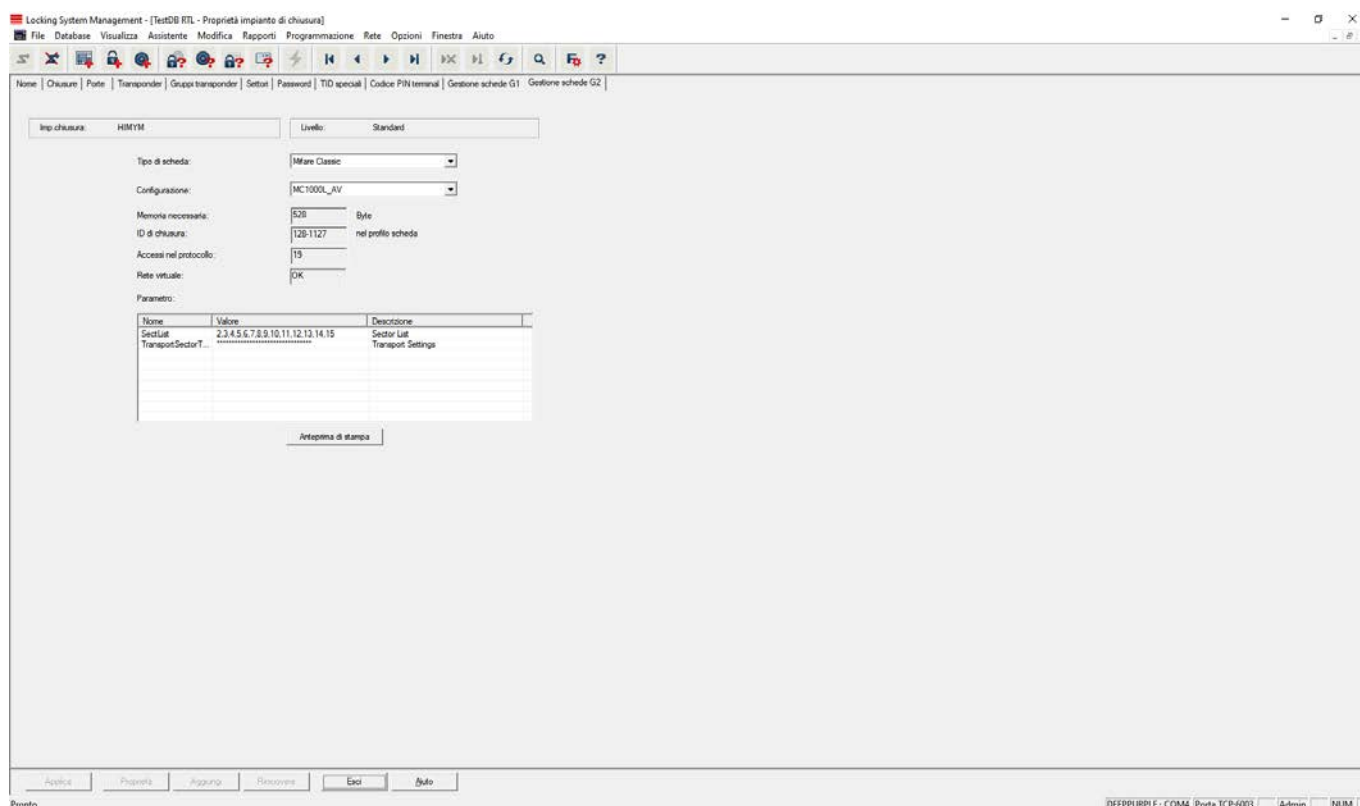 Locking System Management - [TestDB RTL - Proprietà impianto di chiusura]
File Database Visualizza Assistente Modifica Rapporti Programmazione Rete Opzioni Finestra Aiuto
Nome | Chiusure | Porte | Transponder | Gruppi transponder | Settori | Password | TID speciali | Codice PIN terminal | Gestione schede G1 | Gestione schede G2
Imp.chiusura: HIMYM Livello: Standard
Tipo di scheda: Mifare Classic
Configurazione: MC1000L_AV
Memoria necessaria: 528 Byte
ID di chiusura: 128-1127 nel profilo scheda
Accessi nel protocollo: 19
Rete virtuale: OK
Parametro:
Nome Valore Descrizione
SectList 2,3,4,5,6,7,8,9,10,11,12,13,14,15 Sector List
TransportSectorT... Transport Settings
Anteprima di stampa
Applica Proprietà Aggiungi Rimuovere Esci Aiuto
Pronto DEEPPURPLE : COM4 Porta TCP:6003 Admin NUM